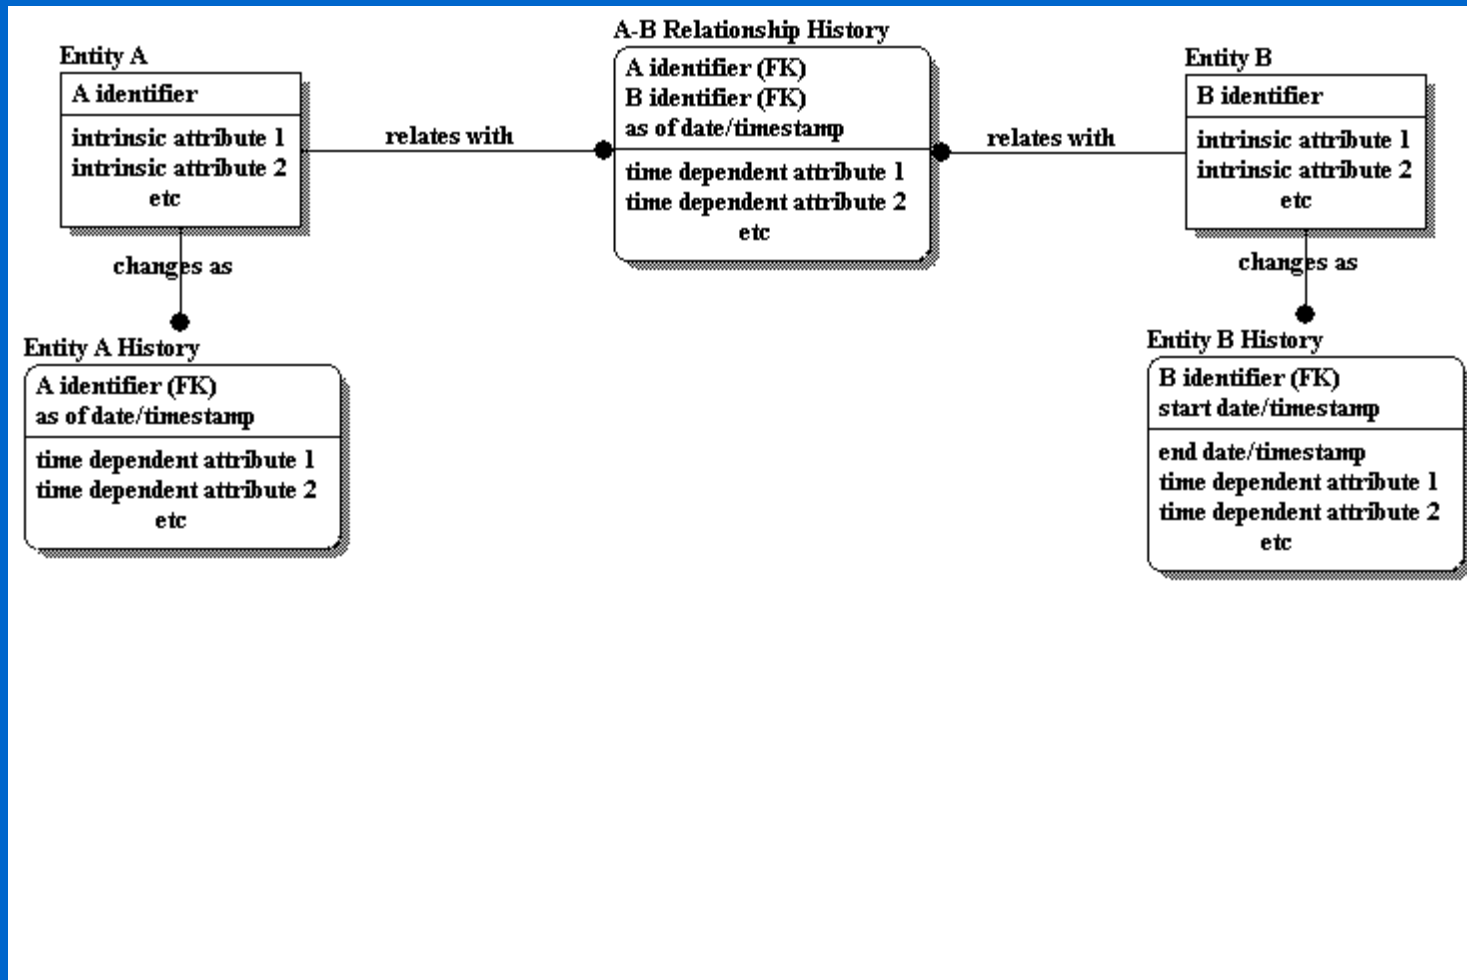 Entity A
A identifier
intrinsic attribute 1
intrinsic attribute 2
etc
relates with
A-B Relationship History
A identifier (FK)
B identifier (FK)
as of date/timestamp
time dependent attribute 1
time dependent attribute 2
etc
relates with
Entity B
B identifier
intrinsic attribute 1
intrinsic attribute 2
etc
changes as
Entity A History
A identifier (FK)
as of date/timestamp
time dependent attribute 1
time dependent attribute 2
etc
changes as
Entity B History
B identifier (FK)
start date/timestamp
end date/timestamp
time dependent attribute 1
time dependent attribute 2
etc